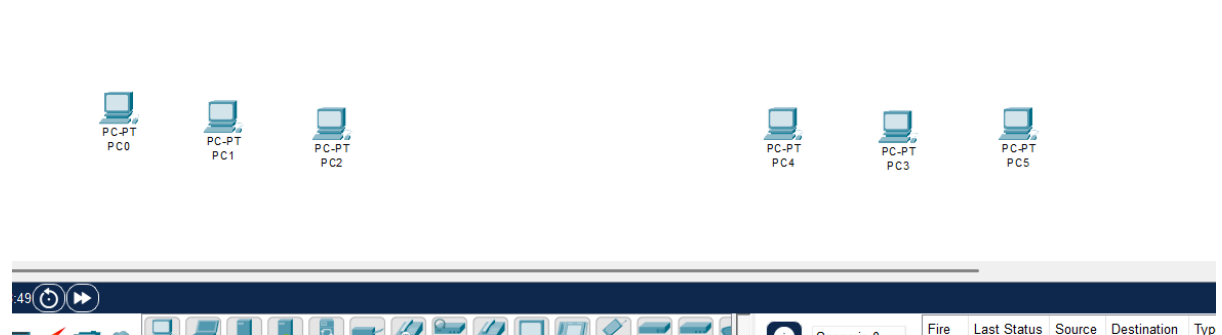 PC-PT
PC0
PC-PT
PC1
PC-PT
PC2
PC-PT
PC4
PC-PT
PC3
PC-PT
PC5
:49
Fire Last Status Source Destination Typ